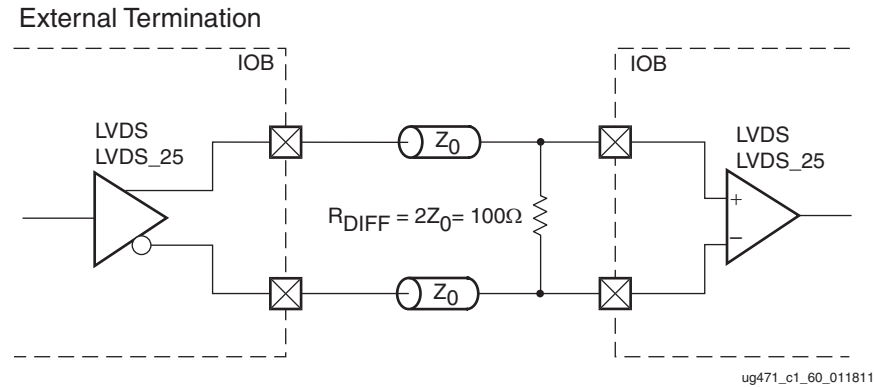 External Termination
IOB
IOB
LVDS
LVDS_25
Z0
LVDS
LVDS_25
+
RDIFF = 2Z0= 100Ω
–
Z0
ug471_c1_60_011811